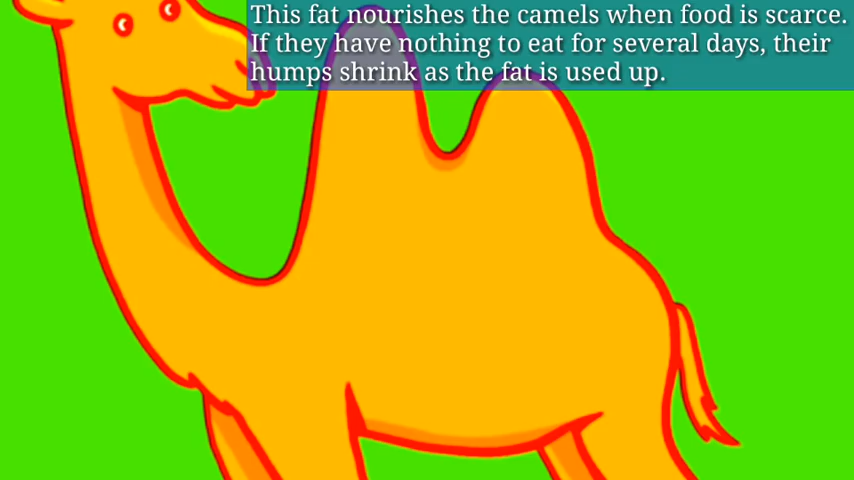 This fat nourishes the camels when food is scarce.
If they have nothing to eat for several days, their
humps shrink as the fat is used up.